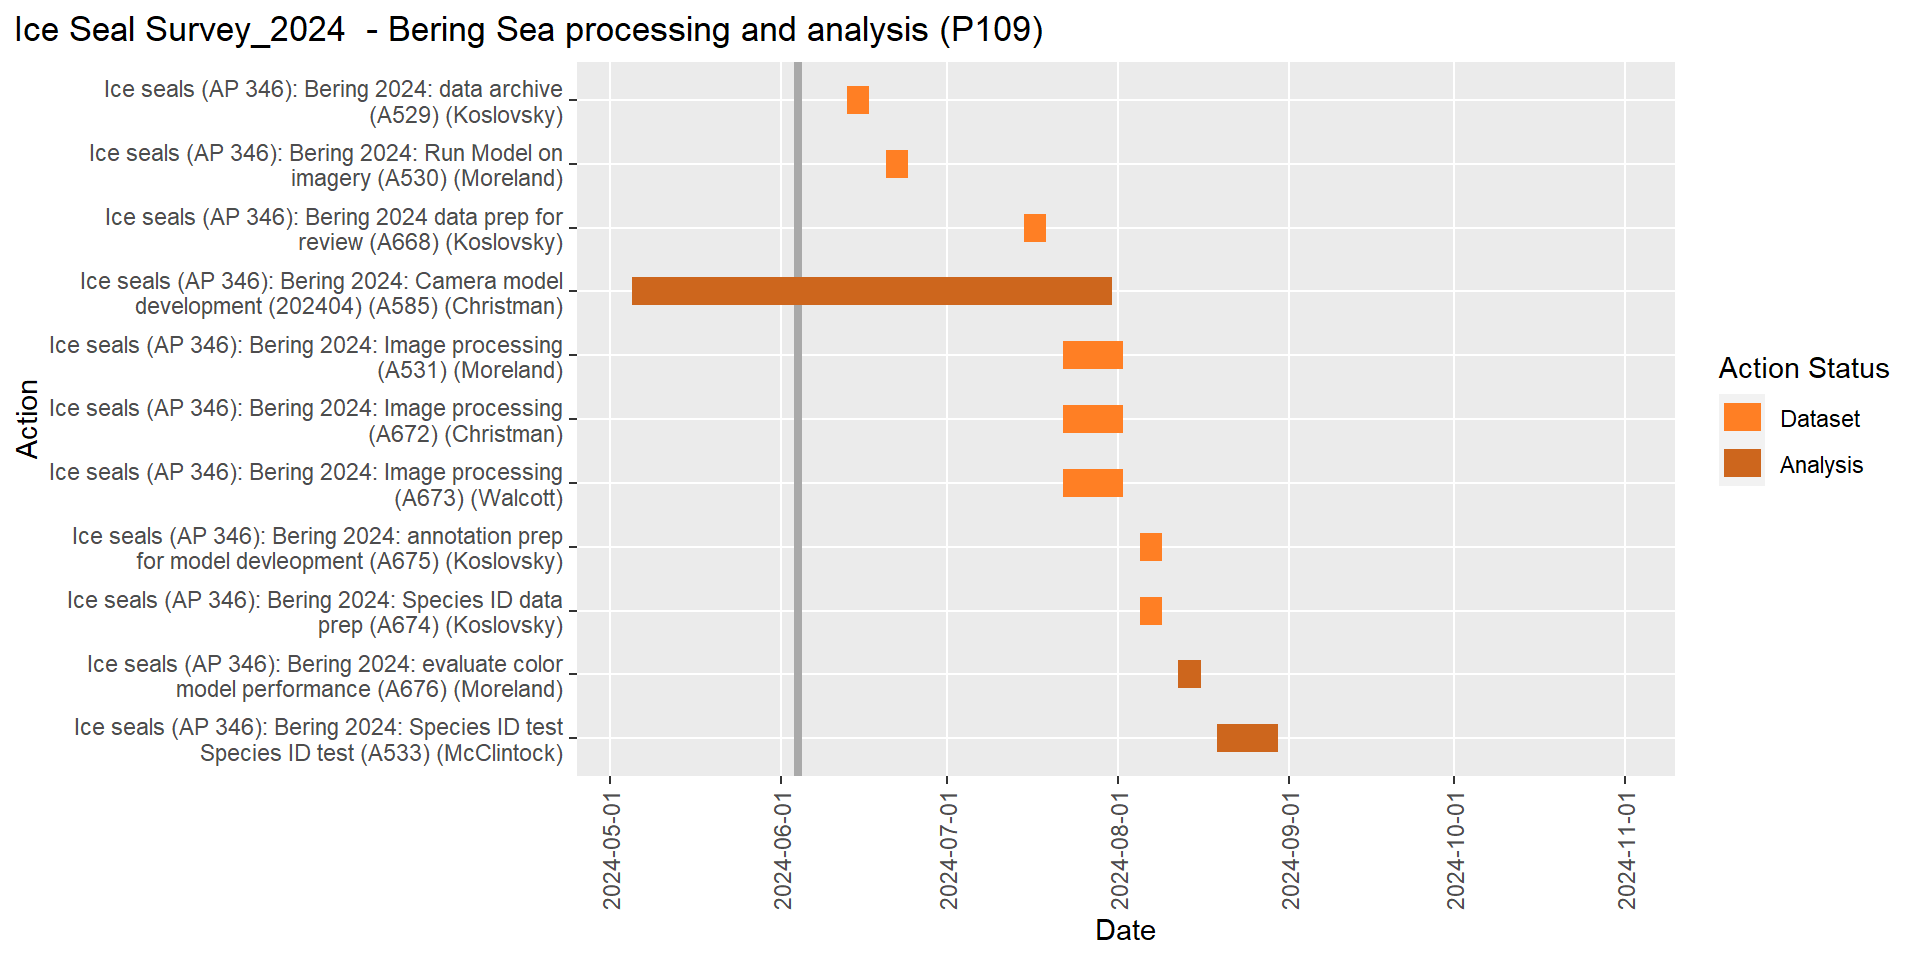 Ice Seal Survey_2024  - Bering Sea processing and analysis (P109)
Ice seals (AP 346): Bering 2024: data archive
(A529) (Koslovsky)
Ice seals (AP 346): Bering 2024: Run Model on
imagery (A530) (Moreland)
Ice seals (AP 346): Bering 2024 data prep for
review (A668) (Koslovsky)
Ice seals (AP 346): Bering 2024: Camera model
development (202404) (A585) (Christman)
Ice seals (AP 346): Bering 2024: Image processing
(A531) (Moreland)
Ice seals (AP 346): Bering 2024: Image processing
(A672) (Christman)
Ice seals (AP 346): Bering 2024: Image processing
(A673) (Walcott)
Ice seals (AP 346): Bering 2024: annotation prep
for model devleopment (A675) (Koslovsky)
Ice seals (AP 346): Bering 2024: Species ID data
prep (A674) (Koslovsky)
Ice seals (AP 346): Bering 2024: evaluate color
model performance (A676) (Moreland)
Ice seals (AP 346): Bering 2024: Species ID test
Species ID test (A533) (McClintock)
Action
2024-05-01
2024-06-01
2024-07-01
2024-08-01
2024-09-01
2024-10-01
2024-11-01
Date
Action Status
Dataset
Analysis